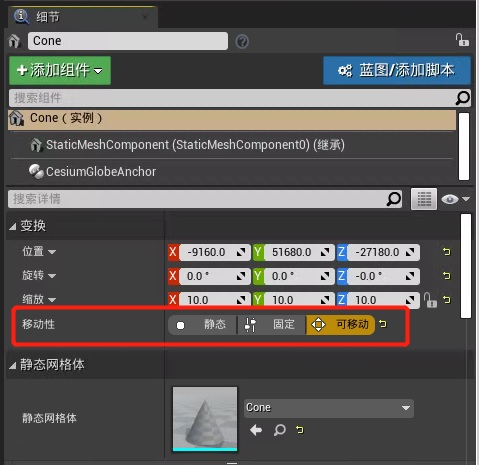 细节
Cone
+添加组件
蓝图/添加脚本
搜索组件
Cone（实例）
StaticMeshComponent (StaticMeshComponent0) (继承)
CesiumGlobeAnchor
搜索详情
变换
位置 X -9160.0 Y 51680.0 Z -27180.0
旋转 X 0.0 ° Y 0.0 ° Z -0.0 °
缩放 X 10.0 Y 10.0 Z 10.0
移动性 静态 固定 可移动
静态网格体
静态网格体 Cone